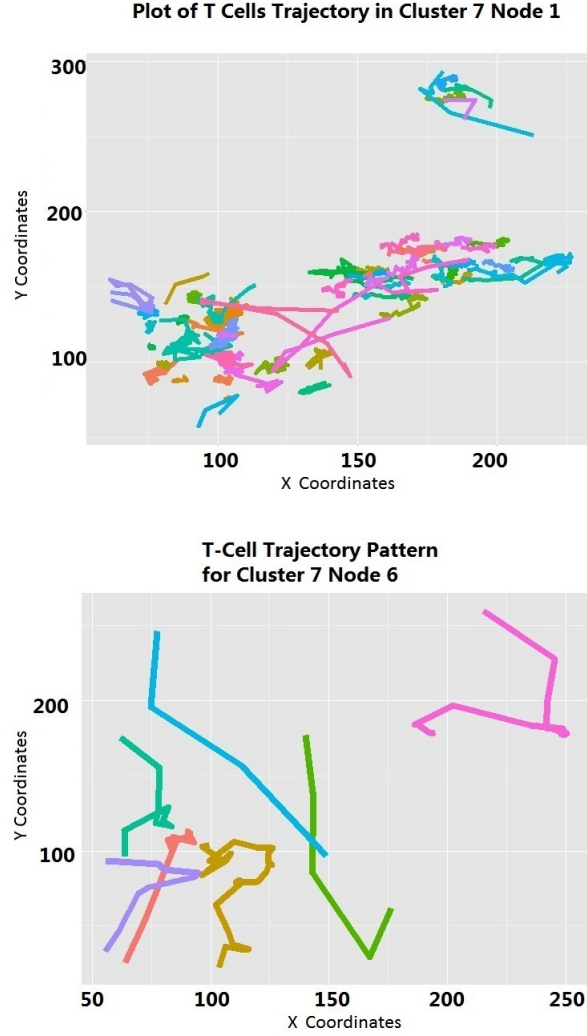 Plot of T Cells Trajectory in Cluster 7 Node 1
300
200
100
Y Coordinates
100
150
200
X Coordinates
T-Cell Trajectory Pattern
for Cluster 7 Node 6
200
100
Y Coordinates
50
100
150
200
250
X Coordinates